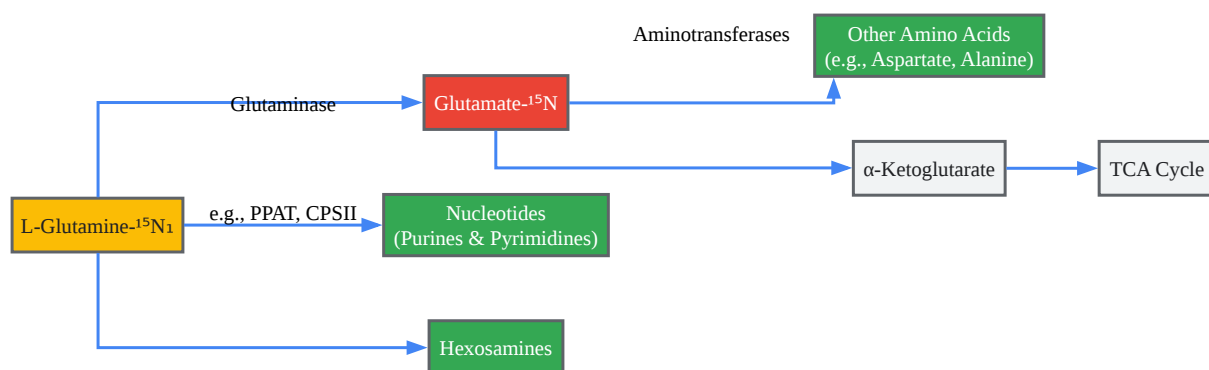 Aminotransferases
Other Amino Acids
(e.g., Aspartate, Alanine)
Glutaminase
Glutamate-¹⁵N
α-Ketoglutarate
TCA Cycle
L-Glutamine-¹⁵N₁
e.g., PPAT, CPSII
Nucleotides
(Purines & Pyrimidines)
Hexosamines